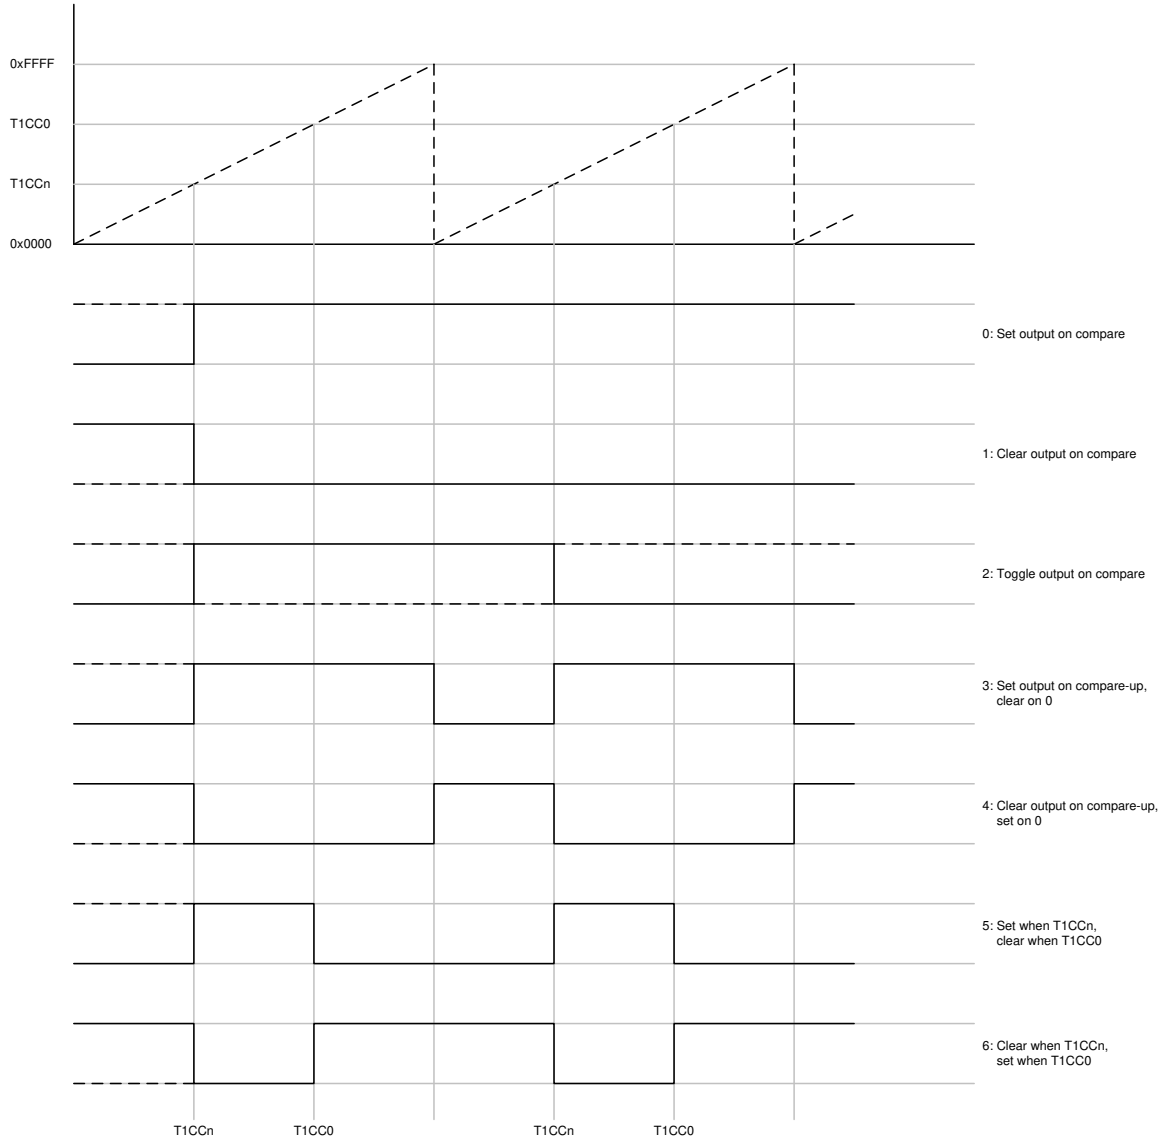 0xFFFF
T1CC0
T1CCn
0x0000
0: Set output on compare
1: Clear output on compare
2: Toggle output on compare
3: Set output on compare-up,
clear on 0
4: Clear output on compare-up,
set on 0
5: Set when T1CCn,
clear when T1CC0
6: Clear when T1CCn,
set when T1CC0
T1CCn T1CC0 T1CCn T1CC0